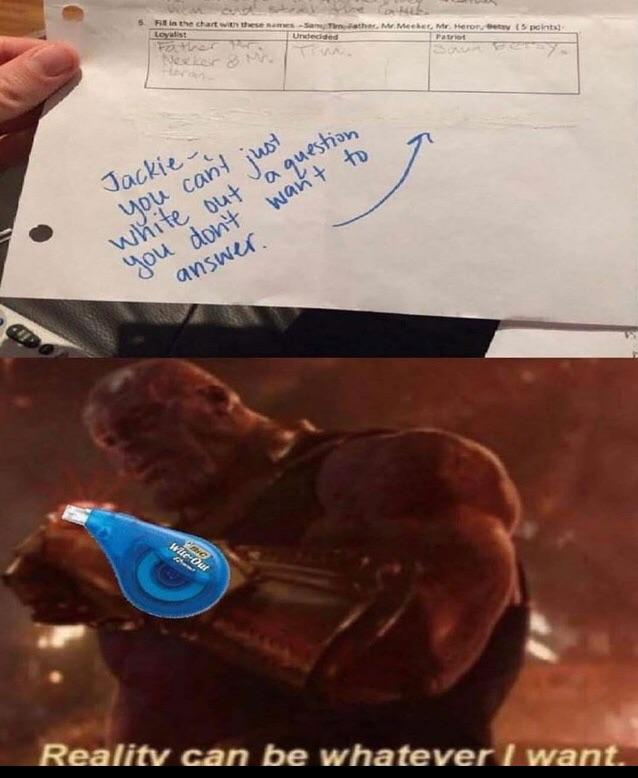 5. Fill in the chart with these names -Sam, Tim, Father, Mr.Meeker, Mr. Heron, Betsy (5 points).
Loyalist Undecided Patriot
Father Mr. Tim. Sam Betsy.
Meeker & Mr.
Heron.
Jackie-
you can't just
white out a question
you don't want to
answer.
BIC
Wite-Out
Reality can be whatever I want.